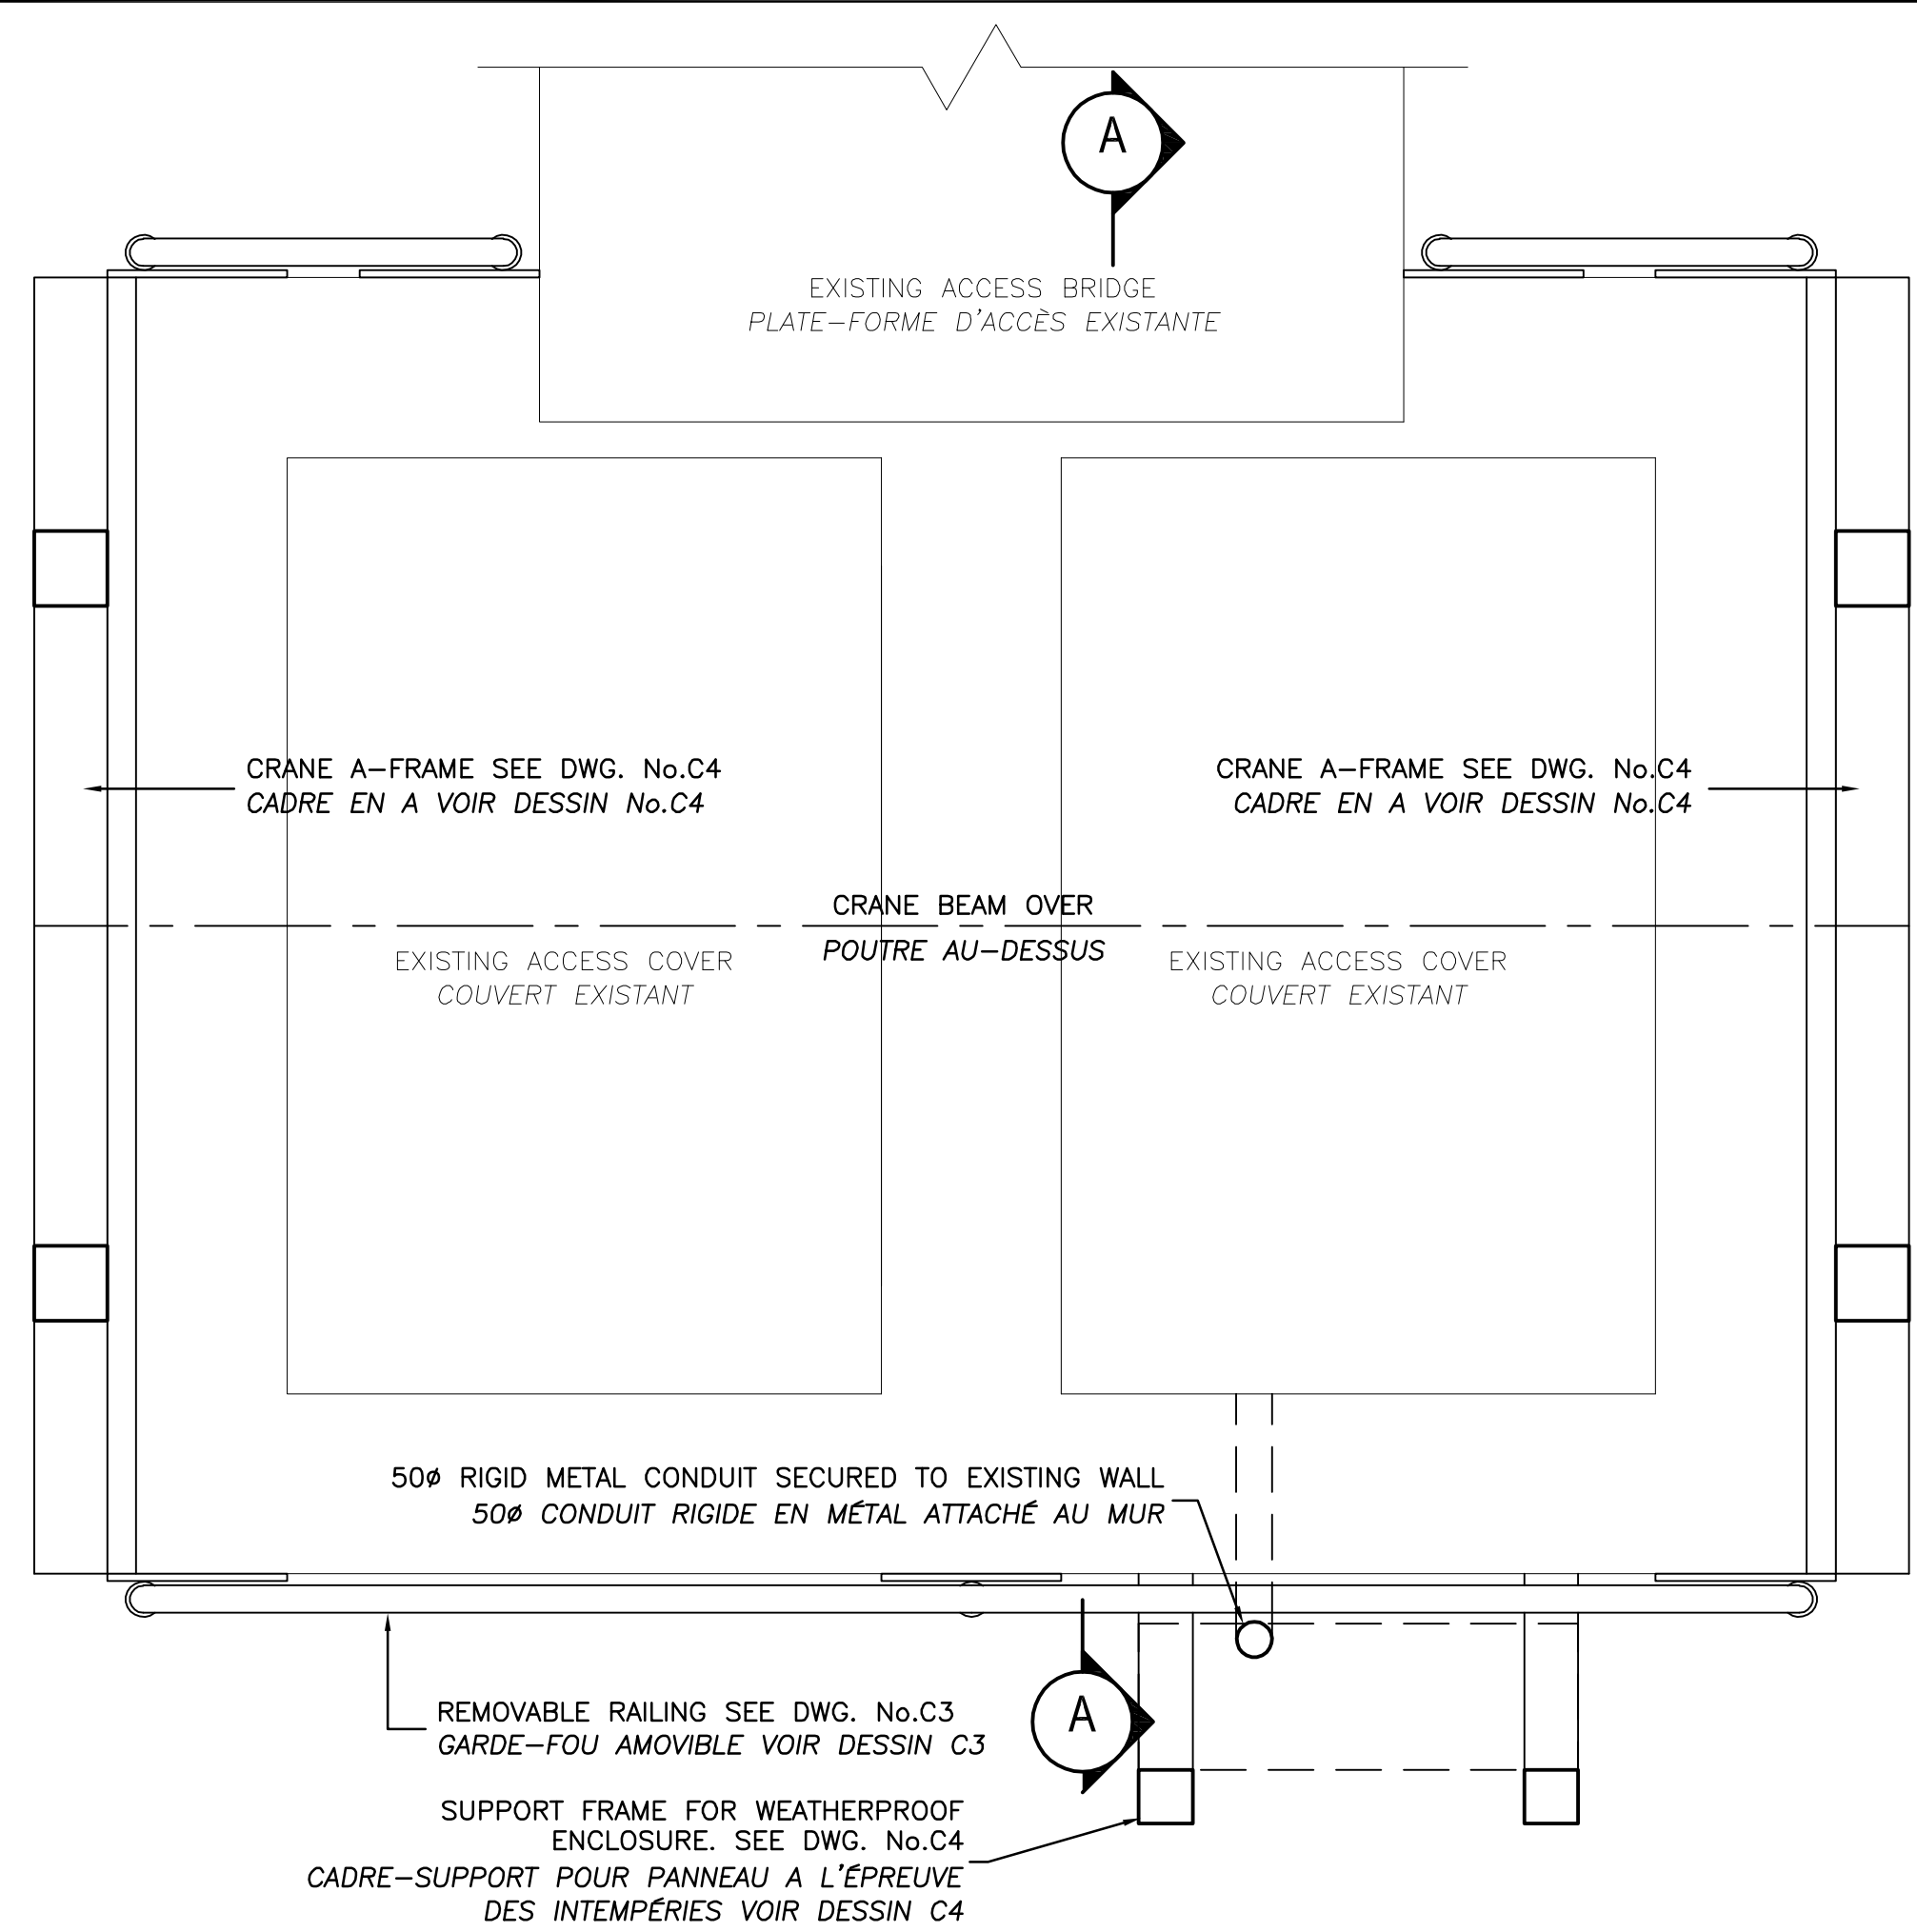 A
EXISTING ACCESS BRIDGE
PLATE-FORME D'ACCÈS EXISTANTE
CRANE A-FRAME SEE DWG. No.C4
CADRE EN A VOIR DESSIN No.C4
CRANE A-FRAME SEE DWG. No.C4
CADRE EN A VOIR DESSIN No.C4
CRANE BEAM OVER
POUTRE AU-DESSUS
EXISTING ACCESS COVER
COUVERT EXISTANT
EXISTING ACCESS COVER
COUVERT EXISTANT
50ø RIGID METAL CONDUIT SECURED TO EXISTING WALL
50ø CONDUIT RIGIDE EN MÉTAL ATTACHÉ AU MUR
REMOVABLE RAILING SEE DWG. No.C3
GARDE-FOU AMOVIBLE VOIR DESSIN C3
A
SUPPORT FRAME FOR WEATHERPROOF
ENCLOSURE. SEE DWG. No.C4
CADRE-SUPPORT POUR PANNEAU A L'ÉPREUVE
DES INTEMPÉRIES VOIR DESSIN C4